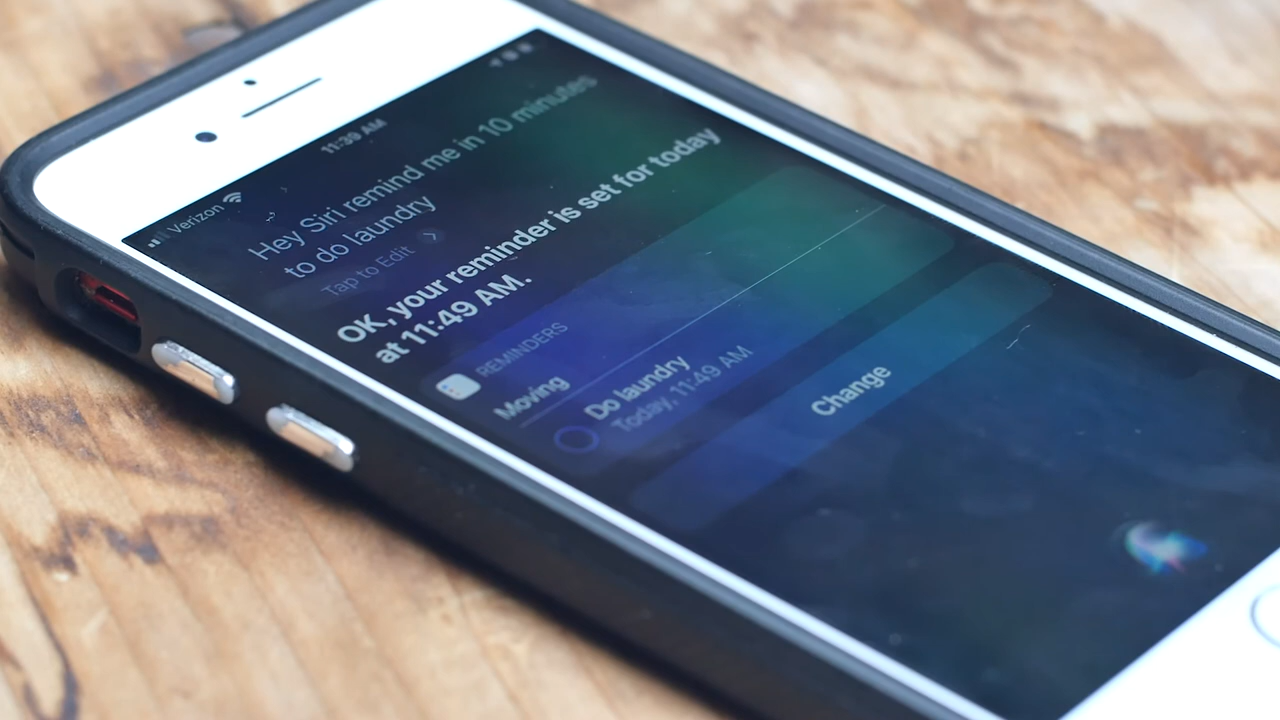 Verizon 11:39 AM
Hey Siri remind me in 10 minutes
to do laundry
Tap to Edit
OK, your reminder is set for today
at 11:49 AM.
REMINDERS
Moving
Do laundry
Today, 11:49 AM
Change